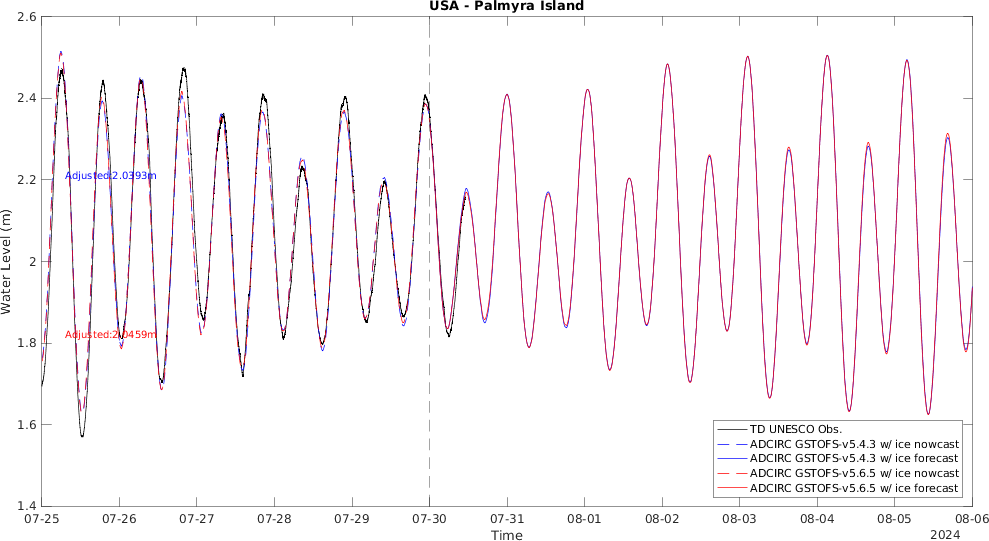 USA - Palmyra Island
2.6
2.4
2.2
2
1.8
1.6
1.4
Water Level (m)
Adjusted:2.0393m
Adjusted:2.0459m
TD UNESCO Obs.
ADCIRC GSTOFS-v5.4.3 w/ ice nowcast
ADCIRC GSTOFS-v5.4.3 w/ ice forecast
ADCIRC GSTOFS-v5.6.5 w/ ice nowcast
ADCIRC GSTOFS-v5.6.5 w/ ice forecast
07-25 07-26 07-27 07-28 07-29 07-30 07-31 08-01 08-02 08-03 08-04 08-05 08-06
Time
2024